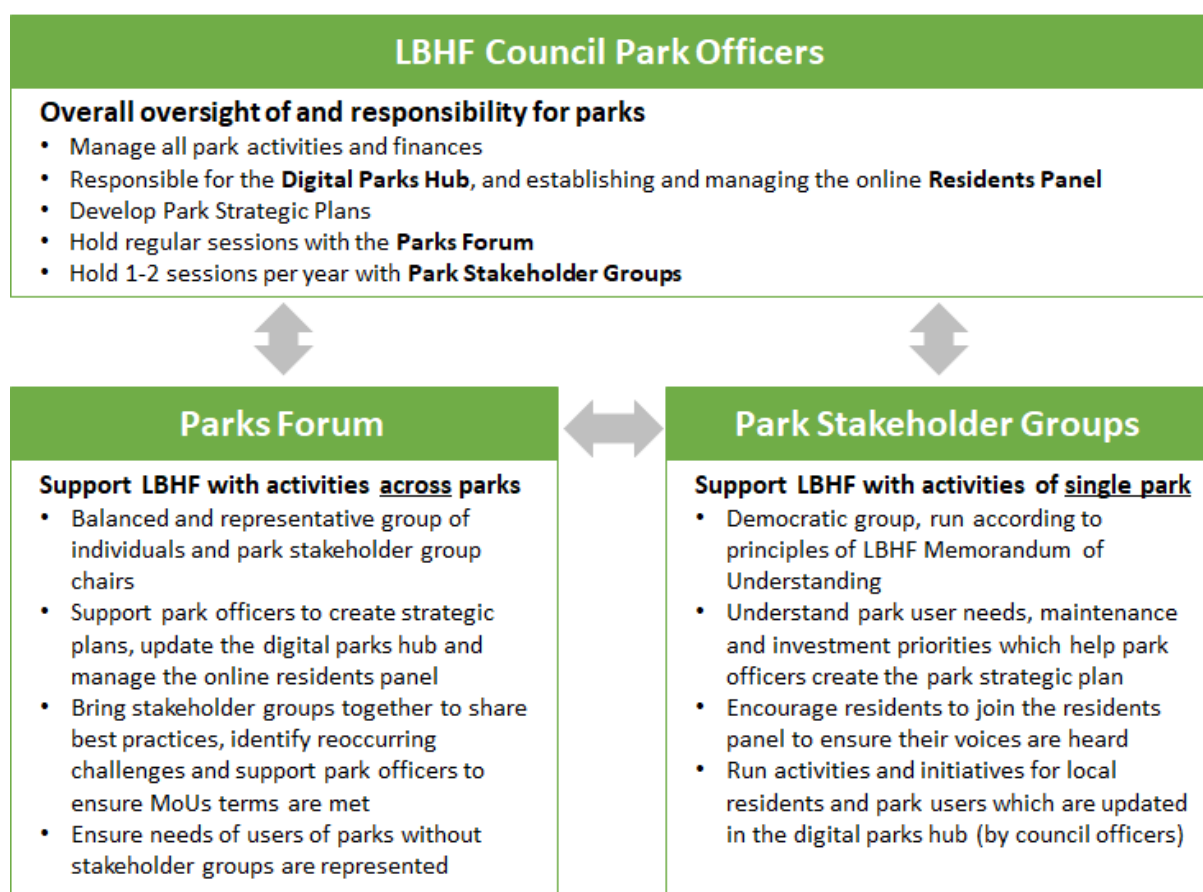 LBHF Council Park Officers
Overall oversight of and responsibility for parks
• Manage all park activities and finances
• Responsible for the Digital Parks Hub, and establishing and managing the online Residents Panel
• Develop Park Strategic Plans
• Hold regular sessions with the Parks Forum
• Hold 1-2 sessions per year with Park Stakeholder Groups
Parks Forum
Support LBHF with activities across parks
• Balanced and representative group of
individuals and park stakeholder group
chairs
• Support park officers to create strategic
plans, update the digital parks hub and
manage the online residents panel
• Bring stakeholder groups together to share
best practices, identify reoccurring
challenges and support park officers to
ensure MoUs terms are met
• Ensure needs of users of parks without
stakeholder groups are represented
Park Stakeholder Groups
Support LBHF with activities of single park
• Democratic group, run according to
principles of LBHF Memorandum of
Understanding
• Understand park user needs, maintenance
and investment priorities which help park
officers create the park strategic plan
• Encourage residents to join the residents
panel to ensure their voices are heard
• Run activities and initiatives for local
residents and park users which are updated
in the digital parks hub (by council officers)